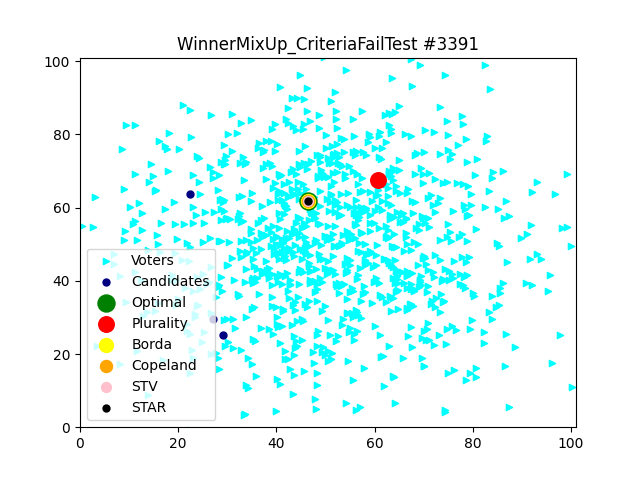 WinnerMixUp_CriteriaFailTest #3391
100
80
60
40
20
0
0 20 40 60 80 100
Voters
Candidates
Optimal
Plurality
Borda
Copeland
STV
STAR